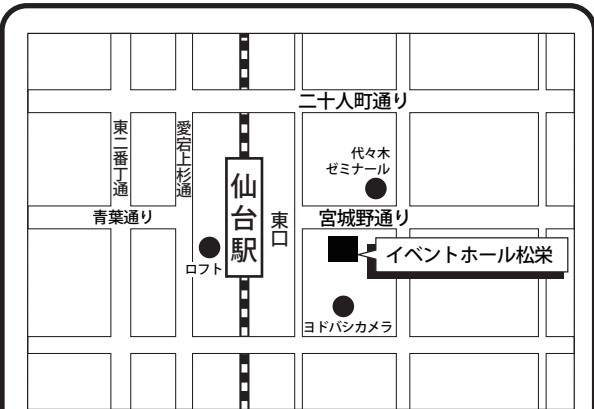 二十人町通り
東二番丁通
愛宕上杉通
代々木
ゼミナール
仙台駅
東口
青葉通り
宮城野通り
イベントホール松栄
ロフト
ヨドバシカメラ